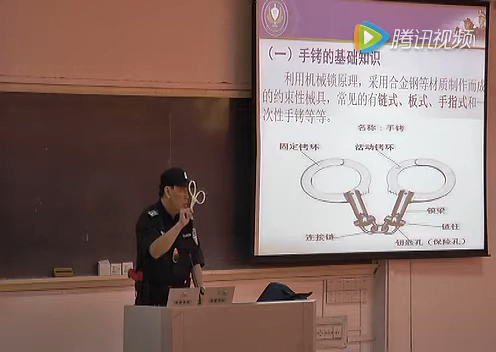 腾讯视频
(一)手铐的基础知识
利用机械锁原理，采用合金钢等材质制作而成
的约束性械具，常见的有链式、板式、手指式和一
次性手铐等等。
名称：手铐
固定铐环
活动铐环
锁梁
链柱
连接链
钥匙孔（保险孔）